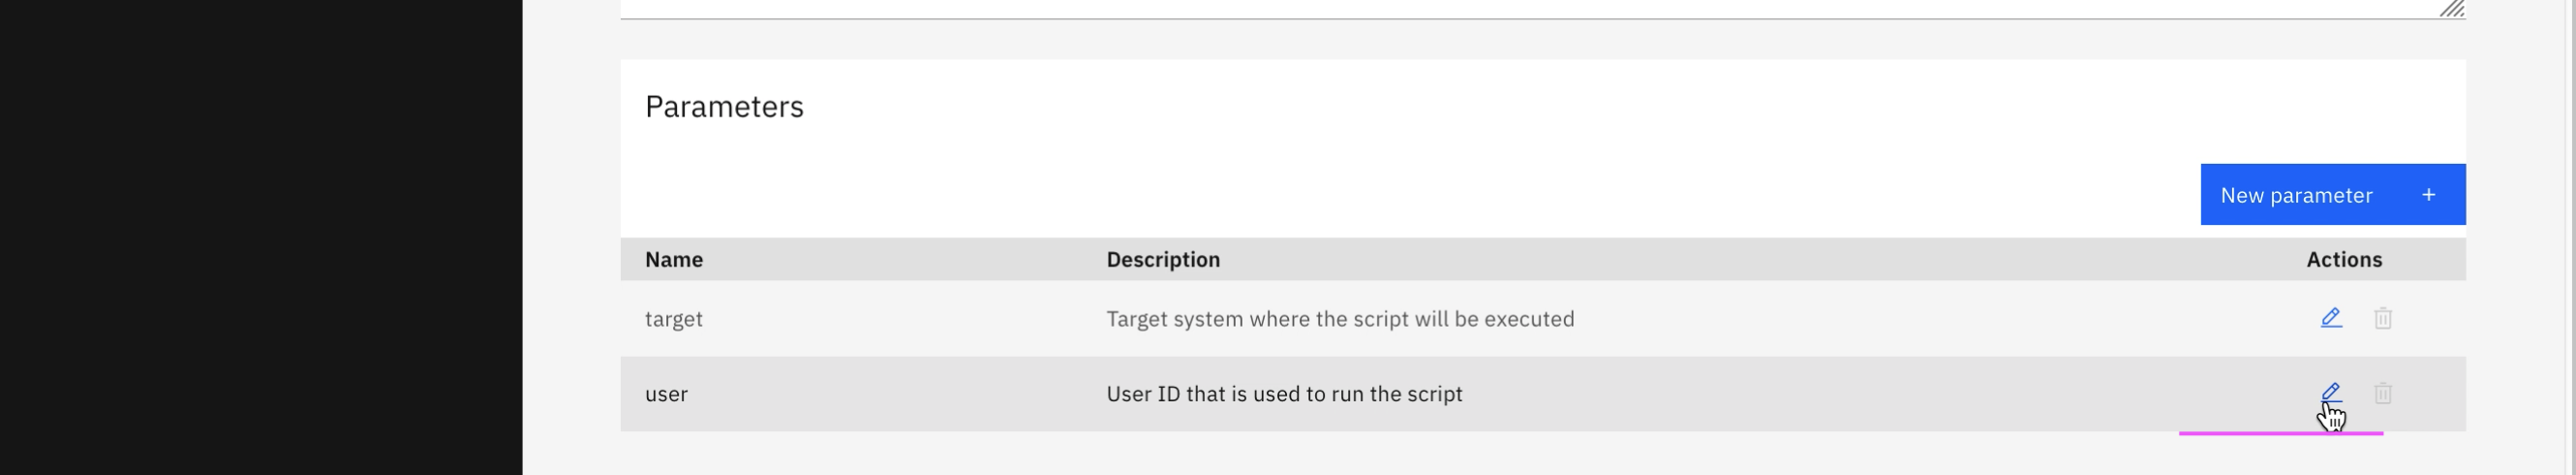 Parameters
New parameter +
Name Description Actions
target Target system where the script will be executed
user User ID that is used to run the script